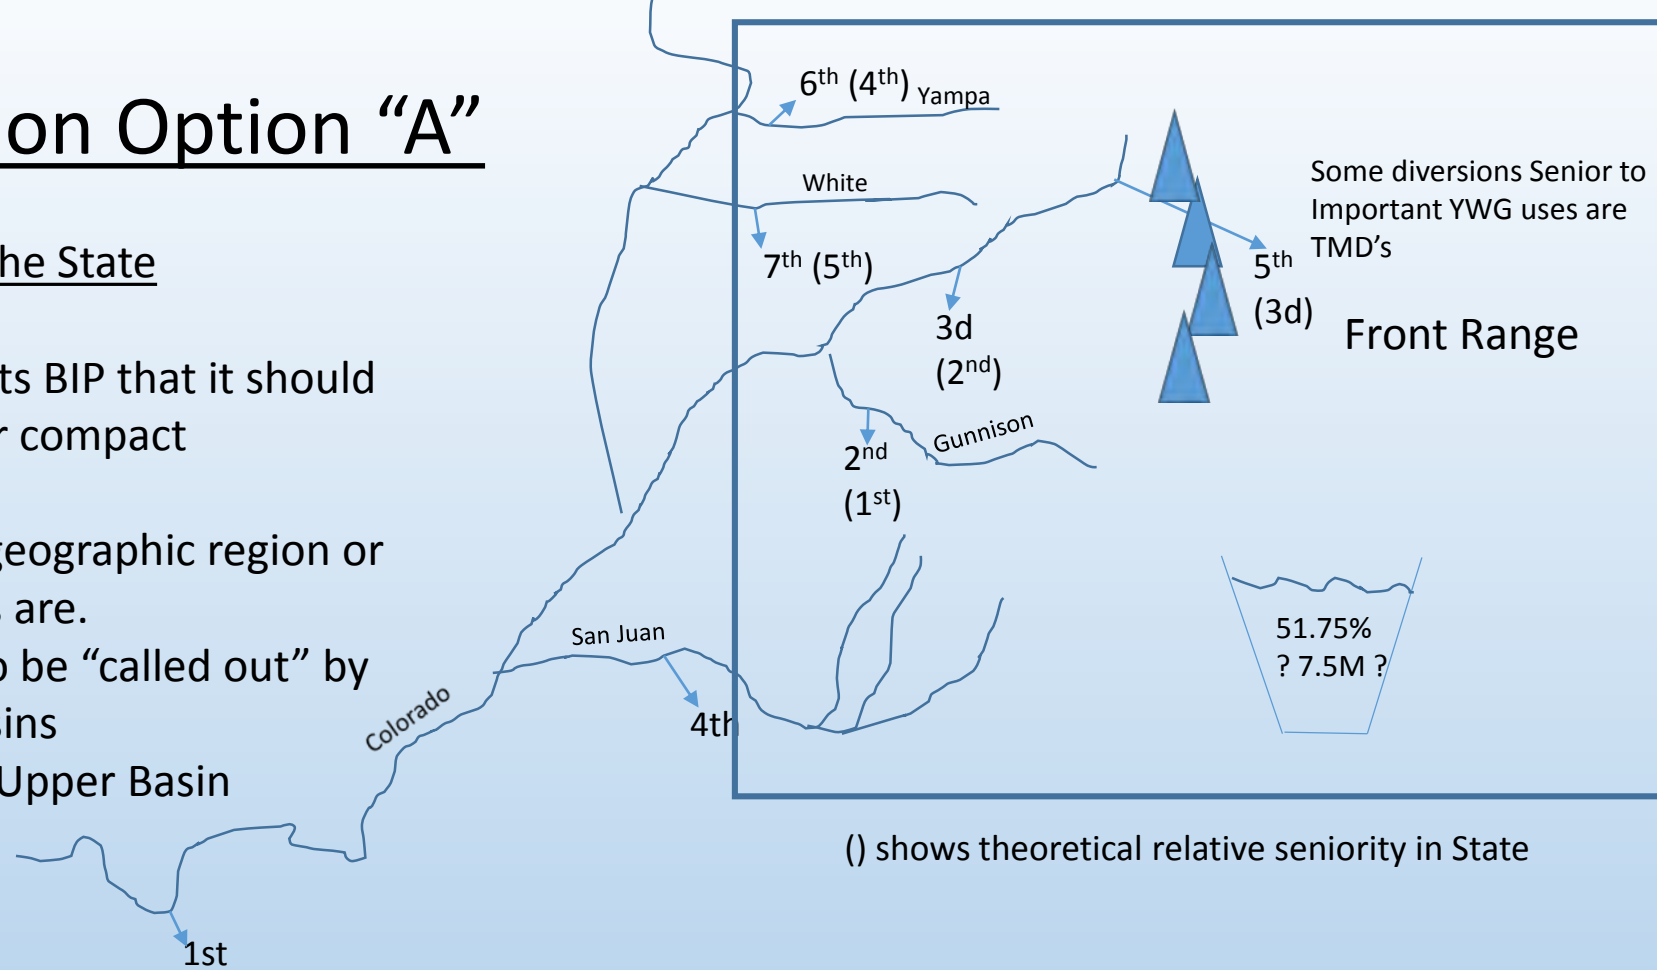 on Option “A”
he State
ts BIP that it should
r compact
geographic region or
s are.
o be “called out” by
sins
Upper Basin
6th (4th)
Yampa
White
7th (5th)
3d
(2nd)
2nd
(1st)
Gunnison
5th
(3d)
Some diversions Senior to
Important YWG uses are
TMD’s
Front Range
51.75%
? 7.5M ?
San Juan
4th
Colorado
1st
() shows theoretical relative seniority in State